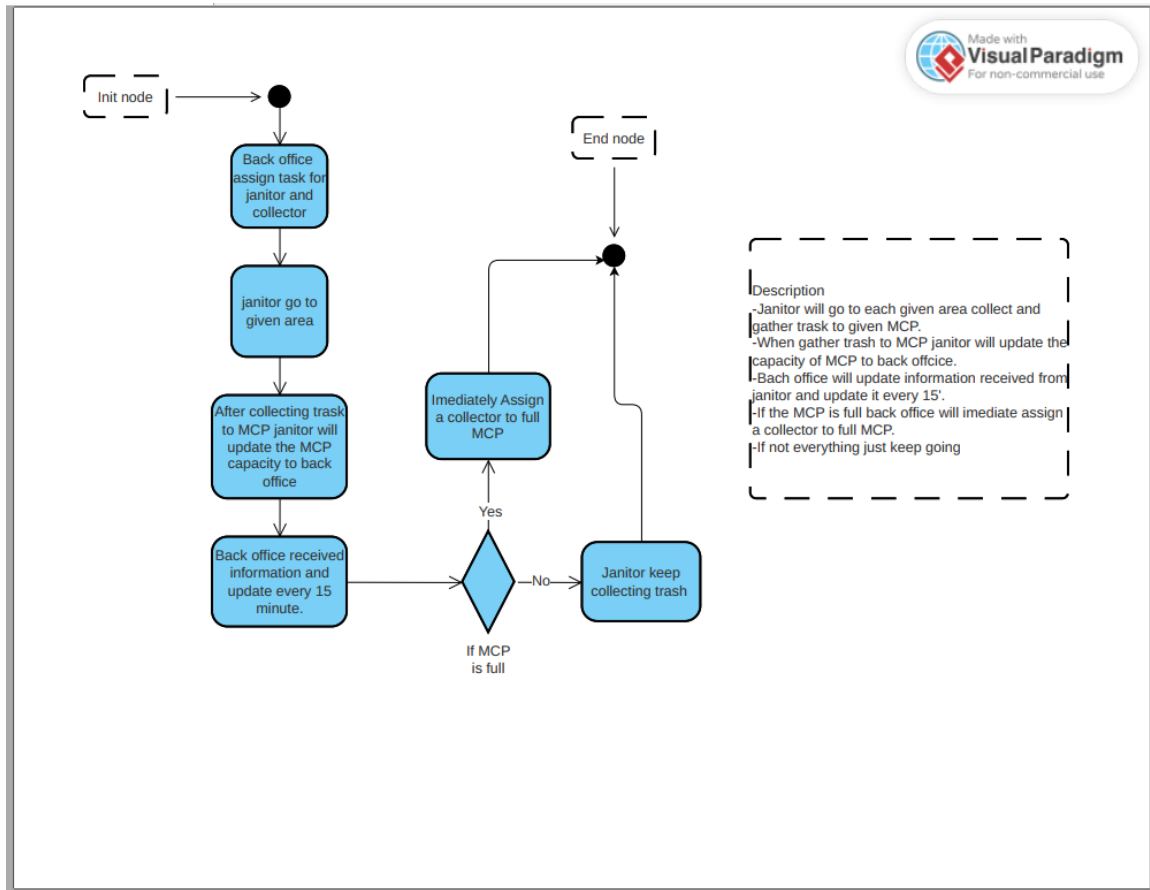 Made with
Visual Paradigm
For non-commercial use
Init node
End node
Back office
assign task for
janitor and
collector
janitor go to
given area
After collecting trask
to MCP janitor will
update the MCP
capacity to back
office
Back office received
information and
update every 15
minute.
Imediately Assign
a collector to full
MCP
Yes
No
If MCP
is full
Janitor keep
collecting trash
Description
-Janitor will go to each given area collect and
gather trask to given MCP.
-When gather trash to MCP janitor will update the
capacity of MCP to back offcice.
-Bach office will update information received from
janitor and update it every 15'.
-If the MCP is full back office will imediate assign
a collector to full MCP.
-If not everything just keep going